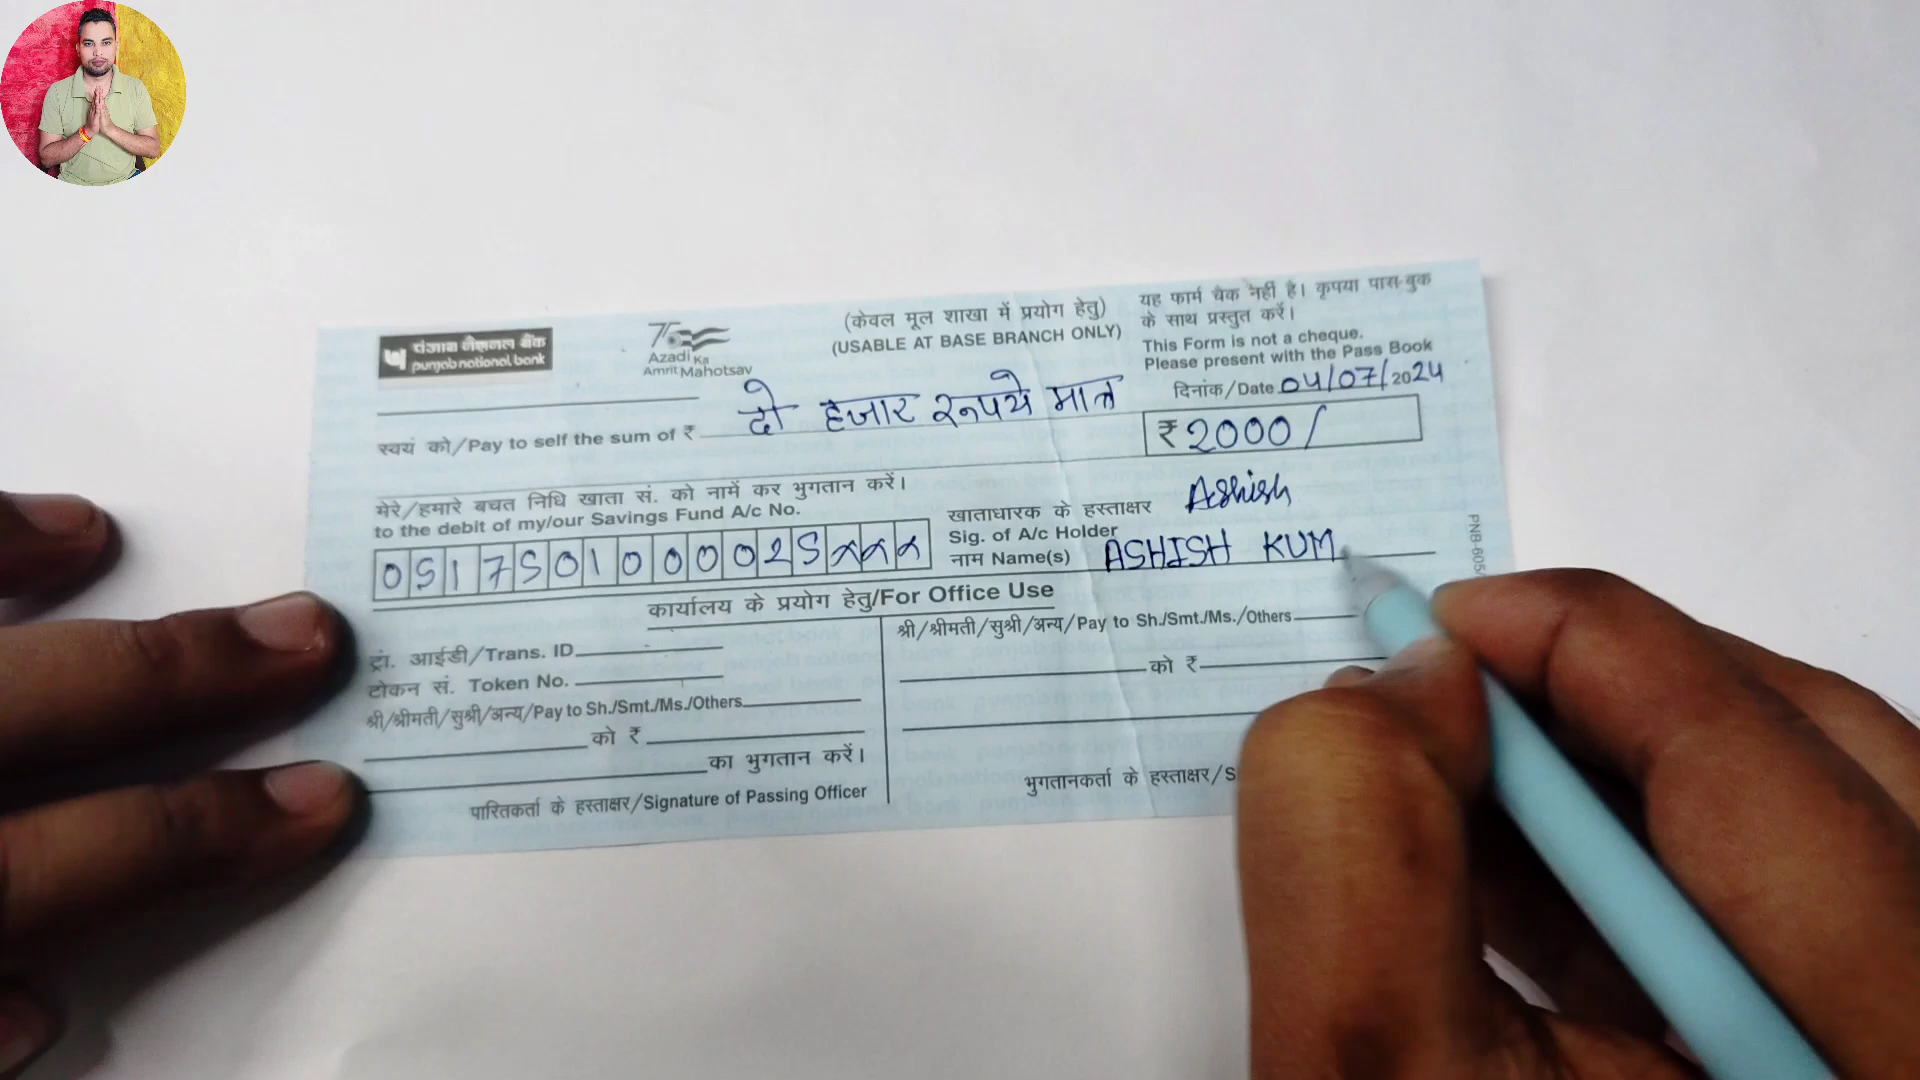 पंजाब नैशनल बैंक
punjab national bank
75
Azadi Ka
Amrit Mahotsav
(केवल मूल शाखा में प्रयोग हेतु)
(USABLE AT BASE BRANCH ONLY)
यह फार्म चैक नहीं है। कृपया पास-बुक
के साथ प्रस्तुत करें।
This Form is not a cheque.
Please present with the Pass Book
दिनांक/Date 04/07/2024
स्वयं को/Pay to self the sum of ₹ दो हजार रूपये मात्र
₹ 2000/
मेरे/हमारे बचत निधि खाता सं. को नामें कर भुगतान करें।
to the debit of my/our Savings Fund A/c No.
0517501000025xxx
खाताधारक के हस्ताक्षर Ashish
Sig. of A/c Holder
नाम Name(s) ASHISH KUM
कार्यालय के प्रयोग हेतु/For Office Use
ट्रां. आईडी/Trans. ID
टोकन सं. Token No.
श्री/श्रीमती/सुश्री/अन्य/Pay to Sh./Smt./Ms./Others
को ₹
का भुगतान करें।
पारितकर्ता के हस्ताक्षर/Signature of Passing Officer
श्री/श्रीमती/सुश्री/अन्य/Pay to Sh./Smt./Ms./Others
को ₹
भुगतानकर्ता के हस्ताक्षर/S
PNB-605/